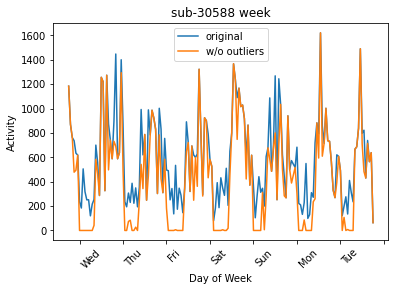 sub-30588 week
original
w/o outliers
1600
1400
1200
1000
800
600
400
200
0
Activity
Wed
Thu
Fri
Sat
Sun
Mon
Tue
Day of Week